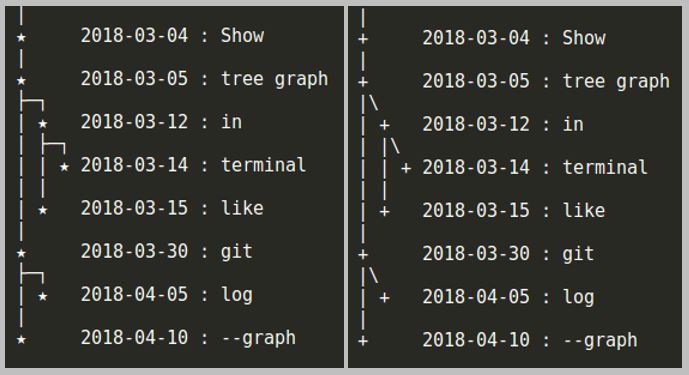 |
★     2018-03-04 : Show
|
★     2018-03-05 : tree graph
├─┐
| ★   2018-03-12 : in
| ├─┐
| | ★ 2018-03-14 : terminal
| |
| ★   2018-03-15 : like
|
★     2018-03-30 : git
├─┐
| ★   2018-04-05 : log
|
★     2018-04-10 : --graph
|
+     2018-03-04 : Show
|
+     2018-03-05 : tree graph
|\
| +   2018-03-12 : in
| |\
| | + 2018-03-14 : terminal
| |
| +   2018-03-15 : like
|
+     2018-03-30 : git
|\
| +   2018-04-05 : log
|
+     2018-04-10 : --graph